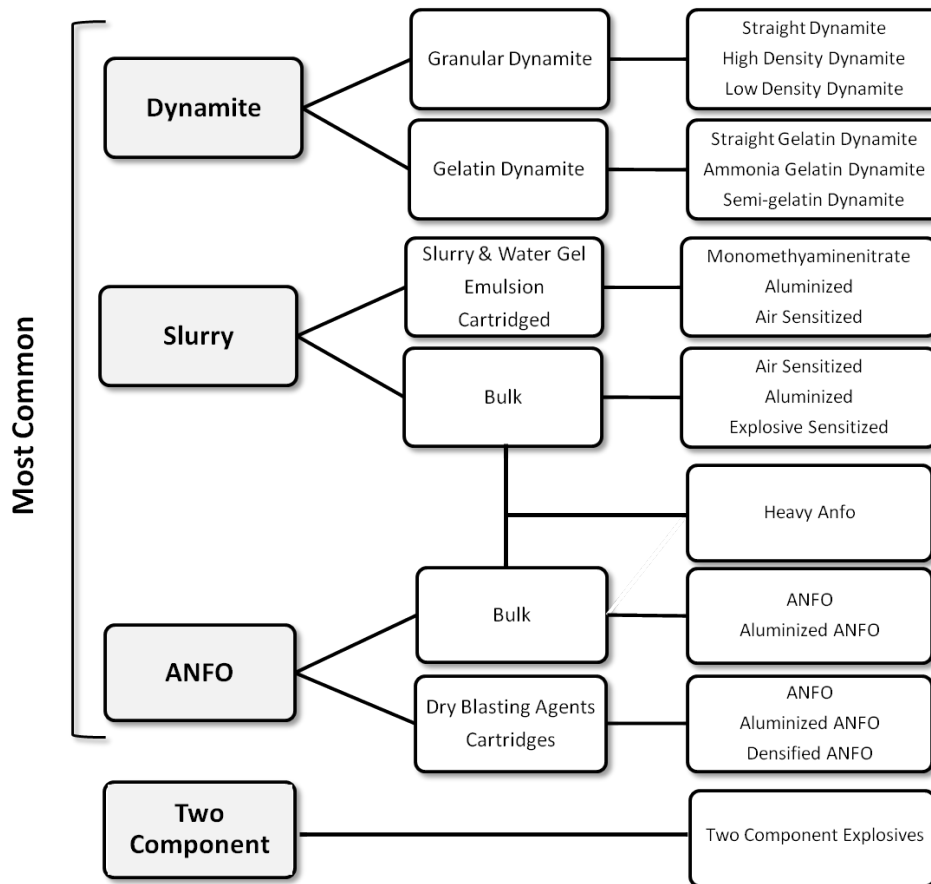 Most Common
Dynamite
Granular Dynamite
Straight Dynamite
High Density Dynamite
Low Density Dynamite
Gelatin Dynamite
Straight Gelatin Dynamite
Ammonia Gelatin Dynamite
Semi-gelatin Dynamite
Slurry
Slurry & Water Gel
Emulsion
Cartridged
Monomethyaminenitrate
Aluminized
Air Sensitized
Bulk
Air Sensitized
Aluminized
Explosive Sensitized
Heavy Anfo
ANFO
Bulk
ANFO
Aluminized ANFO
Dry Blasting Agents
Cartridges
ANFO
Aluminized ANFO
Densified ANFO
Two
Component
Two Component Explosives